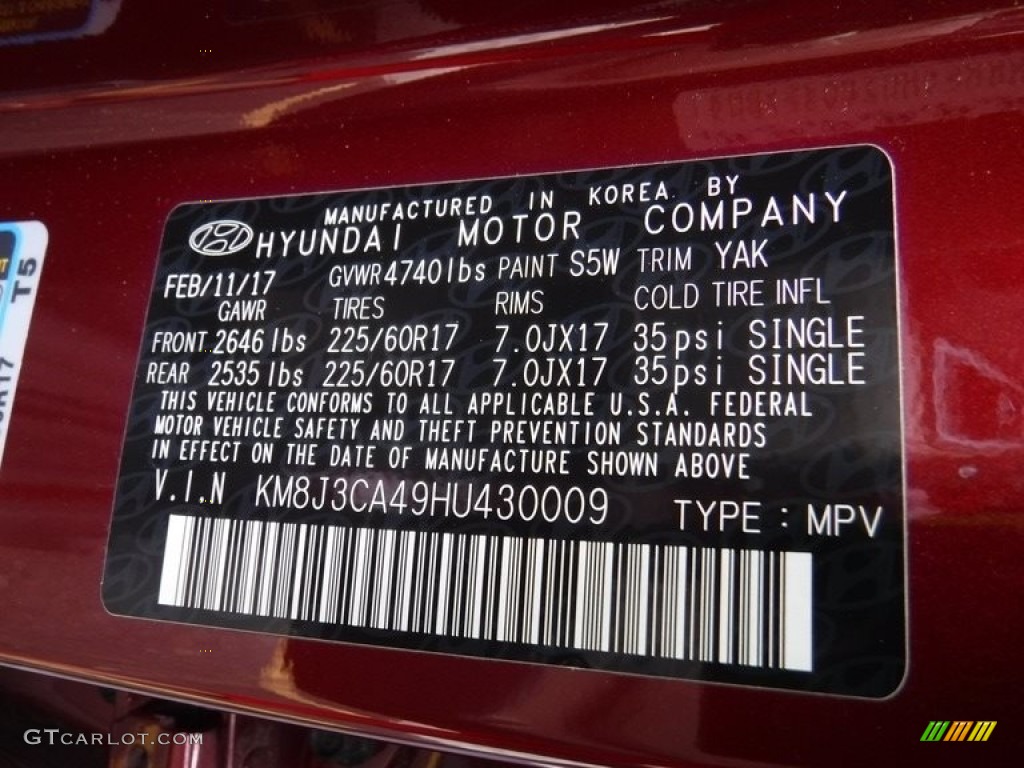 MANUFACTURED IN KOREA BY
HYUNDAI MOTOR COMPANY
FEB/11/17 GVWR 4740lbs PAINT S5W TRIM YAK
GAWR TIRES RIMS COLD TIRE INFL
FRONT 2646 lbs 225/60R17 7.0JX17 35psi SINGLE
REAR 2535 lbs 225/60R17 7.0JX17 35psi SINGLE
THIS VEHICLE CONFORMS TO ALL APPLICABLE U.S.A. FEDERAL
MOTOR VEHICLE SAFETY AND THEFT PREVENTION STANDARDS
IN EFFECT ON THE DATE OF MANUFACTURE SHOWN ABOVE
V.I.N KM8J3CA49HU430009 TYPE : MPV
T5
GTCARLOT.COM